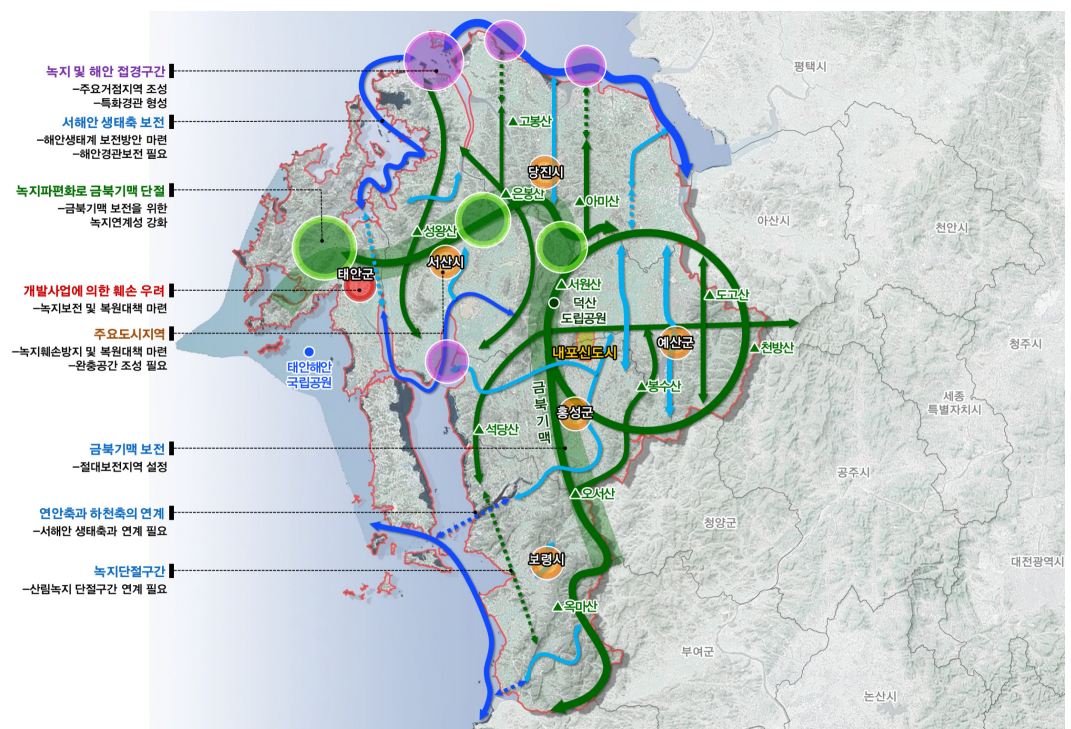 녹지 및 해안 접경구간
–주요거점지역 조성
–특화경관 형성
서해안 생태축 보전
–해안생태계 보전방안 마련
–해안경관보전 필요
녹지파편화로 금북기맥 단절
–금북기맥 보전을 위한
녹지연계성 강화
개발사업에 의한 훼손 우려
–녹지보전 및 복원대책 마련
주요도시지역
–녹지훼손방지 및 복원대책 마련
–완충공간 조성 필요
금북기맥 보전
–절대보전지역 설정
연안축과 하천축의 연계
–서해안 생태축과 연계 필요
녹지단절구간
–산림녹지 단절구간 연계 필요
평택시
▲고봉산
당진시
▲은봉산
▲아미산
아산시
천안시
▲성왕산
서산시
태안군
▲서원산
▲도고산
덕산
도립공원
태안해안
국립공원
내포신도시
예산군
▲천방산
청주시
▲봉수산
세종
특별자치시
금북기맥
홍성군
▲석당산
공주시
▲오서산
청양군
보령시
대전광역시
▲옥마산
부여군
논산시